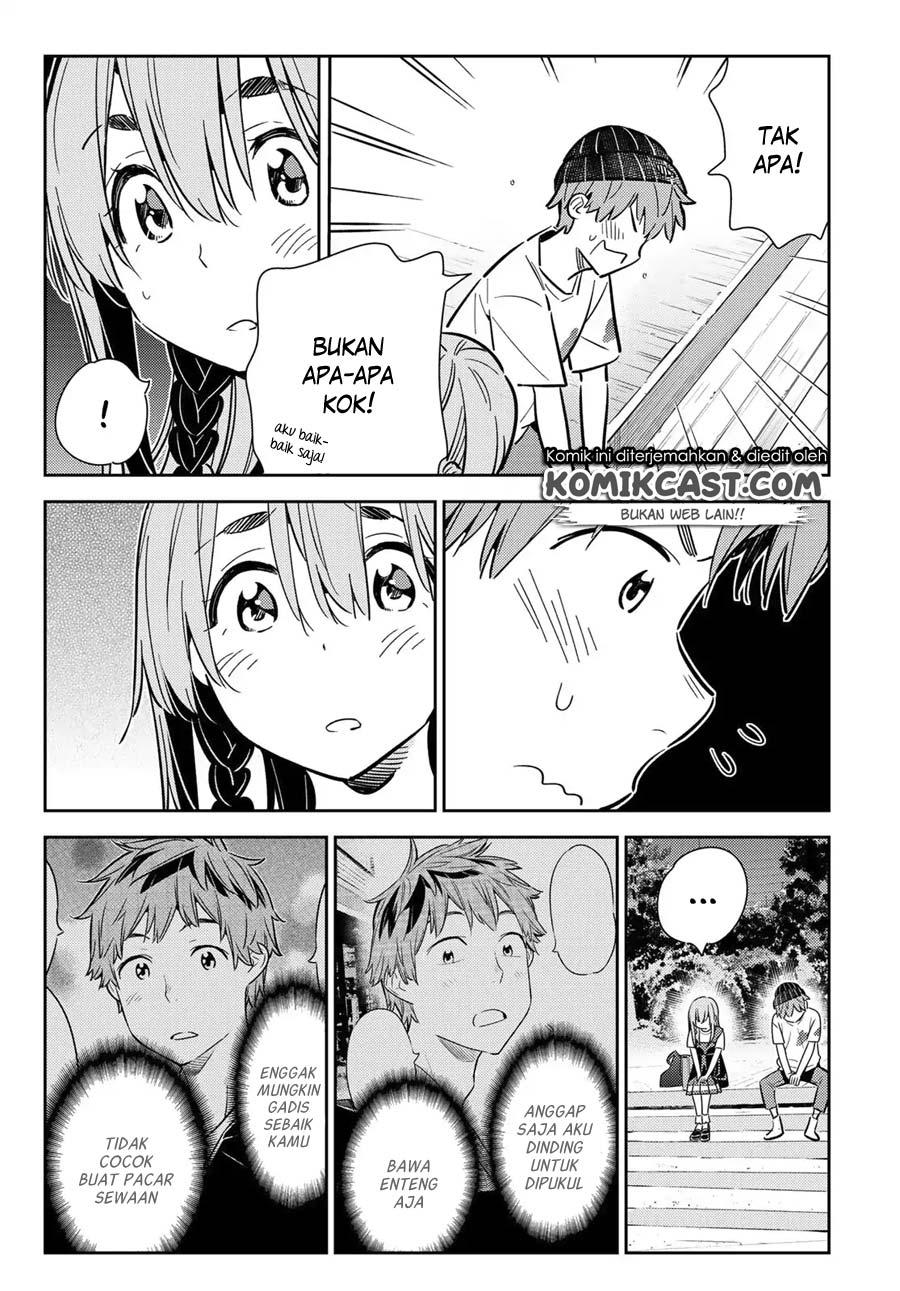 TAK
APA!
BUKAN
APA-APA
KOK!
aku baik-
baik saja!
!
Komik ini diterjemahkan & diedit oleh
KOMIKCAST.COM
BUKAN WEB LAIN!!
...
ANGGAP
SAJA AKU
DINDING
UNTUK
DIPUKUL
BAWA
ENTENG
AJA
ENGGAK
MUNGKIN
GADIS
SEBAIK
KAMU
TIDAK
COCOK
BUAT PACAR
SEWAAN